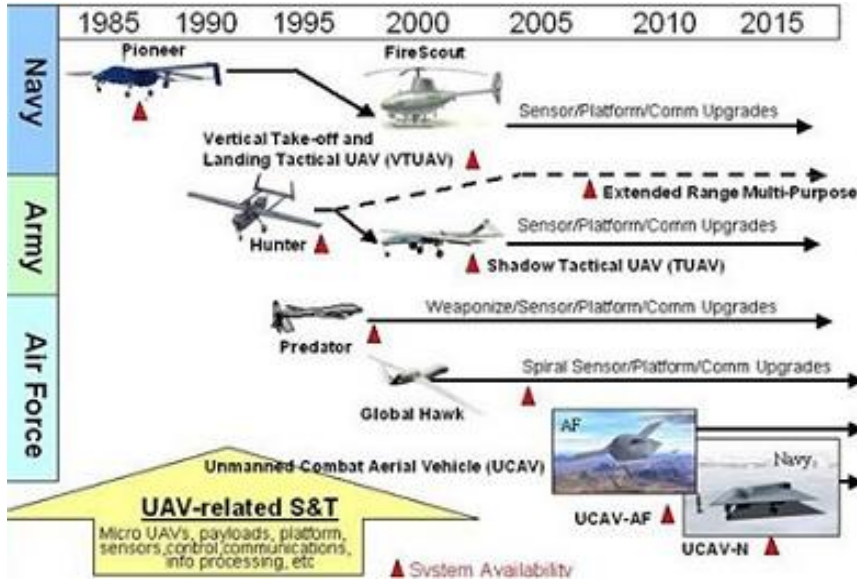 1985 1990 1995 2000 2005 2010 2015
Navy
Pioneer
FireScout
Sensor/Platform/Comm Upgrades
Vertical Take-off and
Landing Tactical UAV (VTUAV)
Army
Extended Range Multi-Purpose
Hunter
Sensor/Platform/Comm Upgrades
Shadow Tactical UAV (TUAV)
Air Force
Weaponize/Sensor/Platform/Comm Upgrades
Predator
Spiral Sensor/Platform/Comm Upgrades
Global Hawk
AF
Unmanned Combat Aerial Vehicle (UCAV)
Navy
UCAV-AF
UCAV-N
UAV-related S&T
Micro UAVs, payloads, platform,
sensors,control,communications,
info processing, etc
System Availability